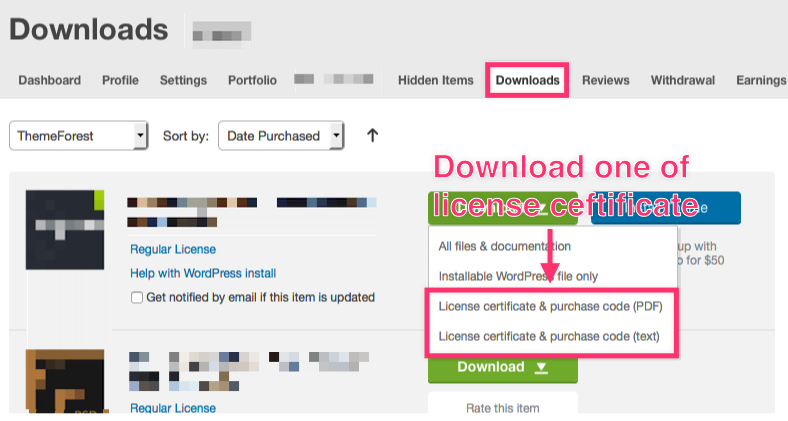 Downloads
Dashboard Profile Settings Portfolio Hidden Items Downloads Reviews Withdrawal Earnings
ThemeForest Sort by: Date Purchased
Download one of
license ceftificate
Regular License
Help with WordPress install
Get notified by email if this item is updated
All files & documentation
Installable WordPress file only
License certificate & purchase code (PDF)
License certificate & purchase code (text)
up with
for $50
Download
Regular License
Rate this item